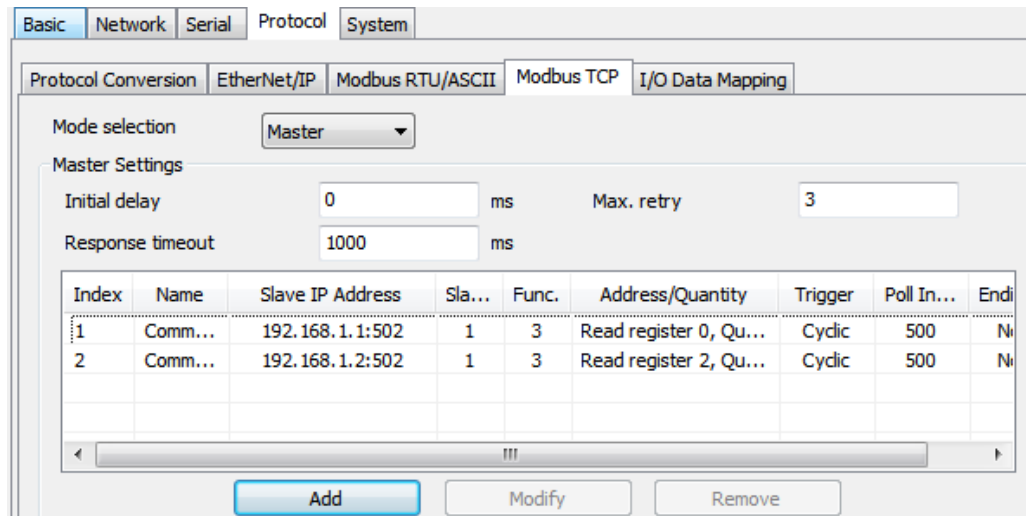 Basic Network Serial Protocol System
Protocol Conversion EtherNet/IP Modbus RTU/ASCII Modbus TCP I/O Data Mapping
Mode selection Master
Master Settings
Initial delay 0 ms Max. retry 3
Response timeout 1000 ms
Index Name Slave IP Address Sla... Func. Address/Quantity Trigger Poll In... Endi
1 Comm... 192.168.1.1:502 1 3 Read register 0, Qu... Cyclic 500 No
2 Comm... 192.168.1.2:502 1 3 Read register 2, Qu... Cyclic 500 No
Add Modify Remove